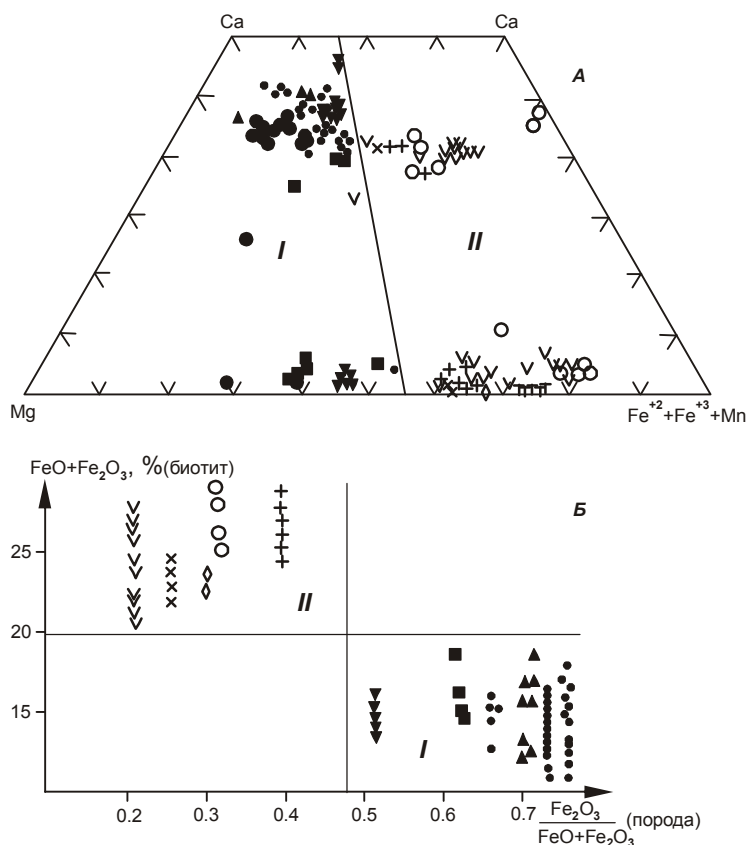 Ca Ca
А
I II
Mg Fe⁺²+Fe⁺³+Mn
FeO+Fe₂O₃, %(биотит)
Б
25
II
20
15
I
0.2 0.3 0.4 0.5 0.6 0.7
Fe₂O₃
FeO+Fe₂O₃ (порода)